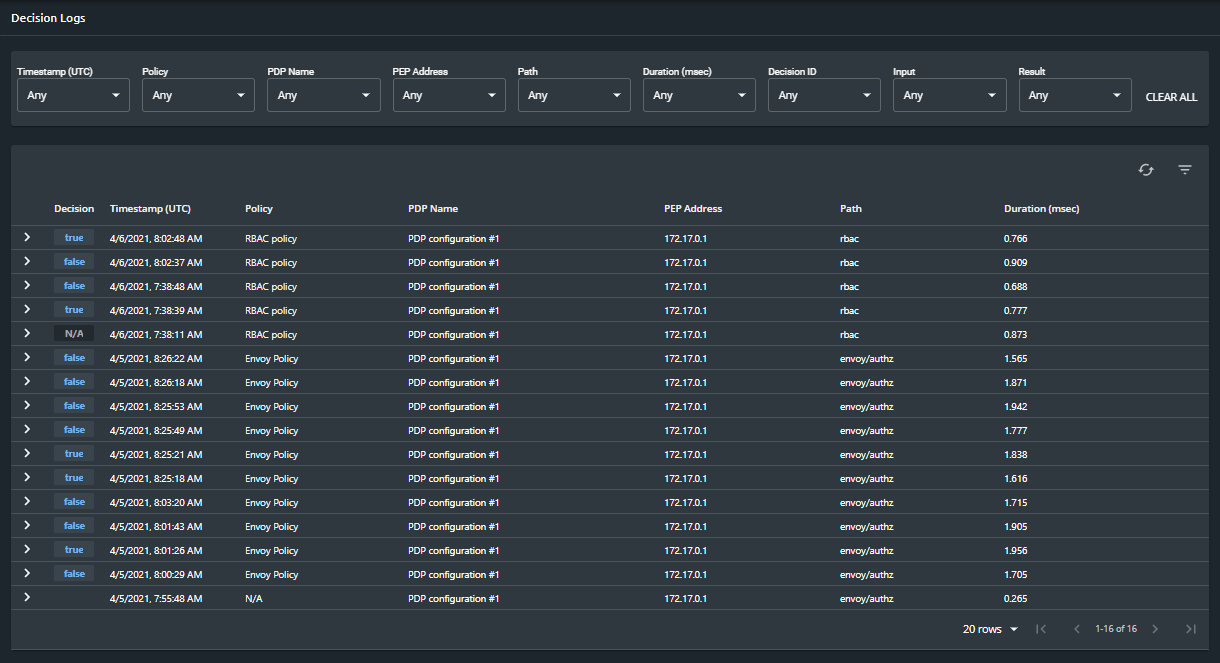 Decision Logs
Timestamp (UTC) Policy PDP Name PEP Address Path Duration (msec) Decision ID Input Result
Any Any Any Any Any Any Any Any Any CLEAR ALL
Decision Timestamp (UTC) Policy PDP Name PEP Address Path Duration (msec)
true 4/6/2021, 8:02:48 AM RBAC policy PDP configuration #1 172.17.0.1 rbac 0.766
false 4/6/2021, 8:02:37 AM RBAC policy PDP configuration #1 172.17.0.1 rbac 0.909
false 4/6/2021, 7:38:48 AM RBAC policy PDP configuration #1 172.17.0.1 rbac 0.688
true 4/6/2021, 7:38:39 AM RBAC policy PDP configuration #1 172.17.0.1 rbac 0.777
N/A 4/6/2021, 7:38:11 AM RBAC policy PDP configuration #1 172.17.0.1 rbac 0.873
false 4/5/2021, 8:26:22 AM Envoy Policy PDP configuration #1 172.17.0.1 envoy/authz 1.565
false 4/5/2021, 8:26:18 AM Envoy Policy PDP configuration #1 172.17.0.1 envoy/authz 1.871
false 4/5/2021, 8:25:53 AM Envoy Policy PDP configuration #1 172.17.0.1 envoy/authz 1.942
false 4/5/2021, 8:25:49 AM Envoy Policy PDP configuration #1 172.17.0.1 envoy/authz 1.777
true 4/5/2021, 8:25:21 AM Envoy Policy PDP configuration #1 172.17.0.1 envoy/authz 1.838
true 4/5/2021, 8:25:18 AM Envoy Policy PDP configuration #1 172.17.0.1 envoy/authz 1.616
false 4/5/2021, 8:03:20 AM Envoy Policy PDP configuration #1 172.17.0.1 envoy/authz 1.715
false 4/5/2021, 8:01:43 AM Envoy Policy PDP configuration #1 172.17.0.1 envoy/authz 1.905
true 4/5/2021, 8:01:26 AM Envoy Policy PDP configuration #1 172.17.0.1 envoy/authz 1.956
false 4/5/2021, 8:00:29 AM Envoy Policy PDP configuration #1 172.17.0.1 envoy/authz 1.705
4/5/2021, 7:55:48 AM N/A PDP configuration #1 172.17.0.1 envoy/authz 0.265
20 rows 1-16 of 16